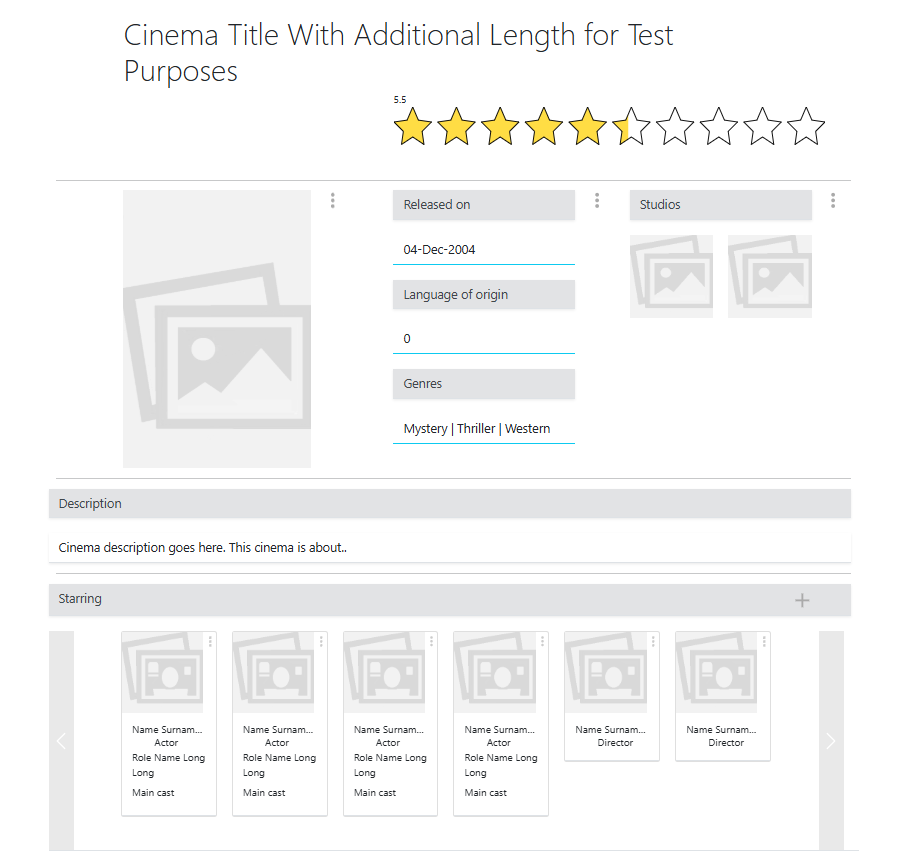 Cinema Title With Additional Length for Test
Purposes
5.5
Released on
Studios
04-Dec-2004
Language of origin
0
Genres
Mystery | Thriller | Western
Description
Cinema description goes here. This cinema is about..
Starring
Name Surnam...
Actor
Role Name Long
Long
Main cast
Name Surnam...
Actor
Role Name Long
Long
Main cast
Name Surnam...
Actor
Role Name Long
Long
Main cast
Name Surnam...
Actor
Role Name Long
Long
Main cast
Name Surnam...
Director
Name Surnam...
Director